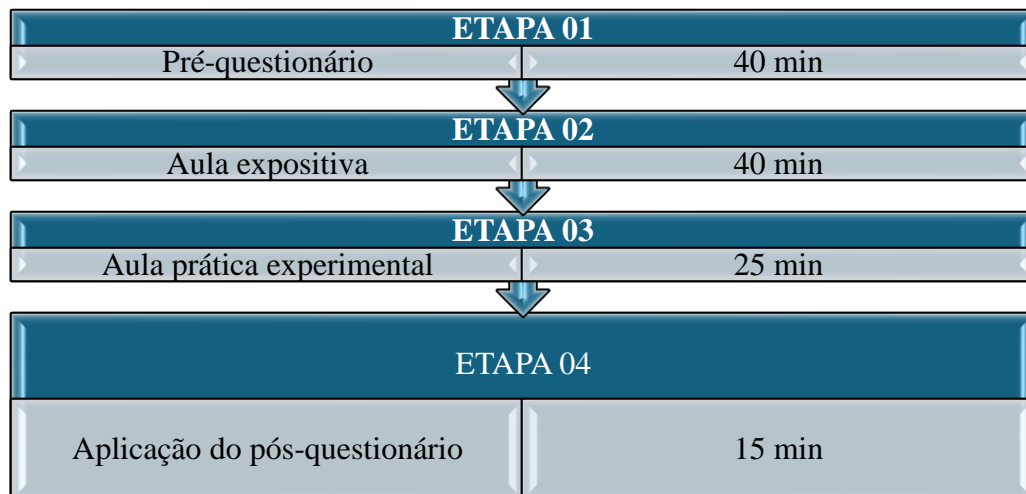 ETAPA 01
Pré-questionário 40 min
ETAPA 02
Aula expositiva 40 min
ETAPA 03
Aula prática experimental 25 min
ETAPA 04
Aplicação do pós-questionário 15 min